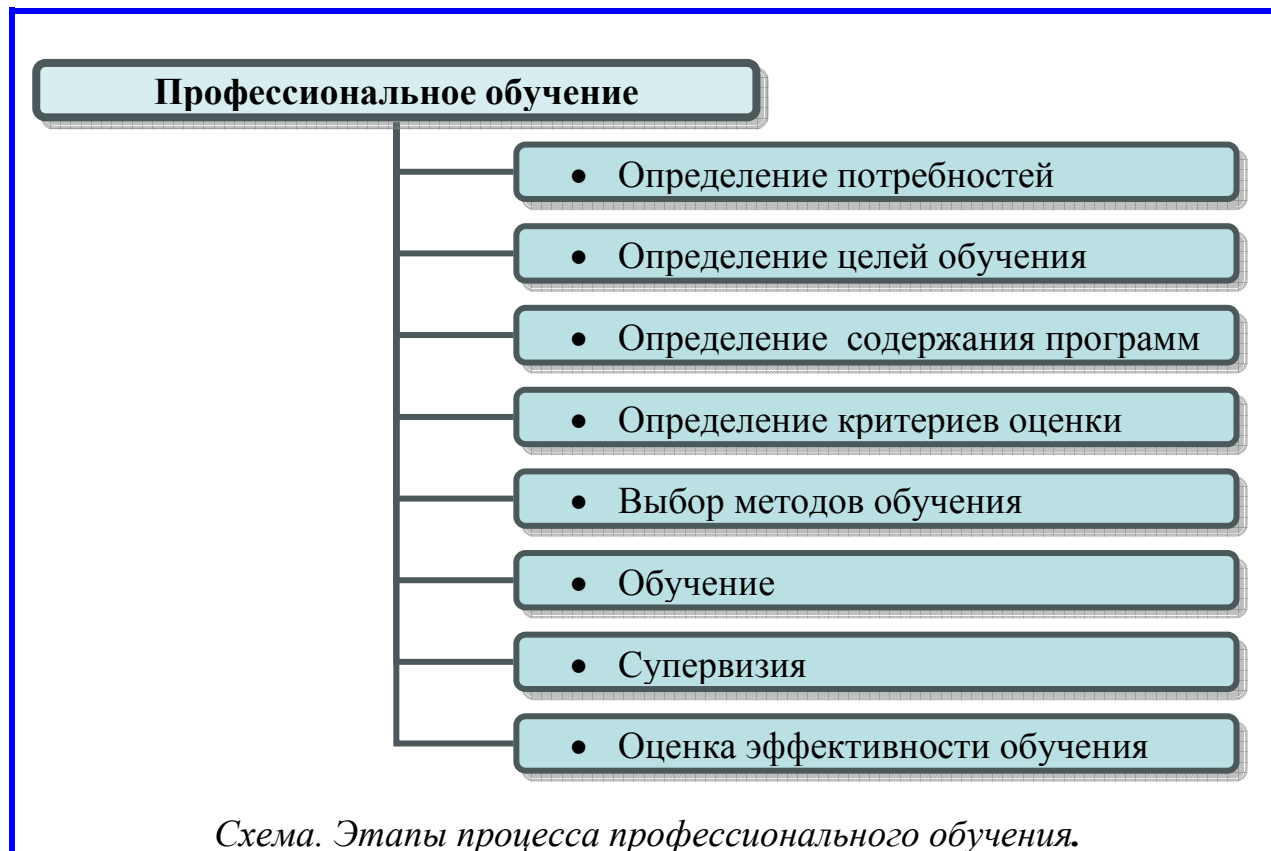 Профессиональное обучение
• Определение потребностей
• Определение целей обучения
• Определение содержания программ
• Определение критериев оценки
• Выбор методов обучения
• Обучение
• Супервизия
• Оценка эффективности обучения
Схема. Этапы процесса профессионального обучения.